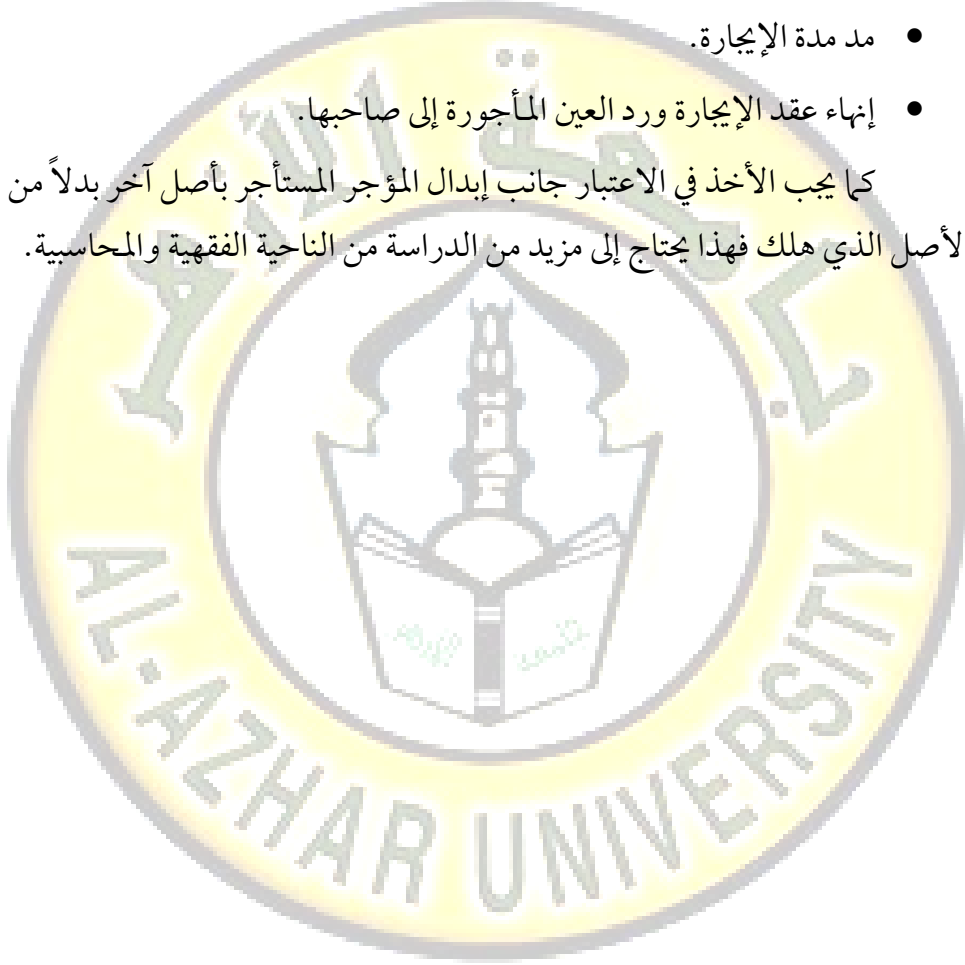 • مد مدة الإيجارة.
• إنهاء عقد الإيجارة ورد العين المأجورة إلى صاحبها.
كما يجب الأخذ في الاعتبار جانب إبدال المؤجر المستأجر بأصل آخر بدلاً من
لأصل الذي هلك فهذا يحتاج إلى مزيد من الدراسة من الناحية الفقهية والمحاسبية.
جامعة الأزهر
AL-AZHAR UNIVERSITY